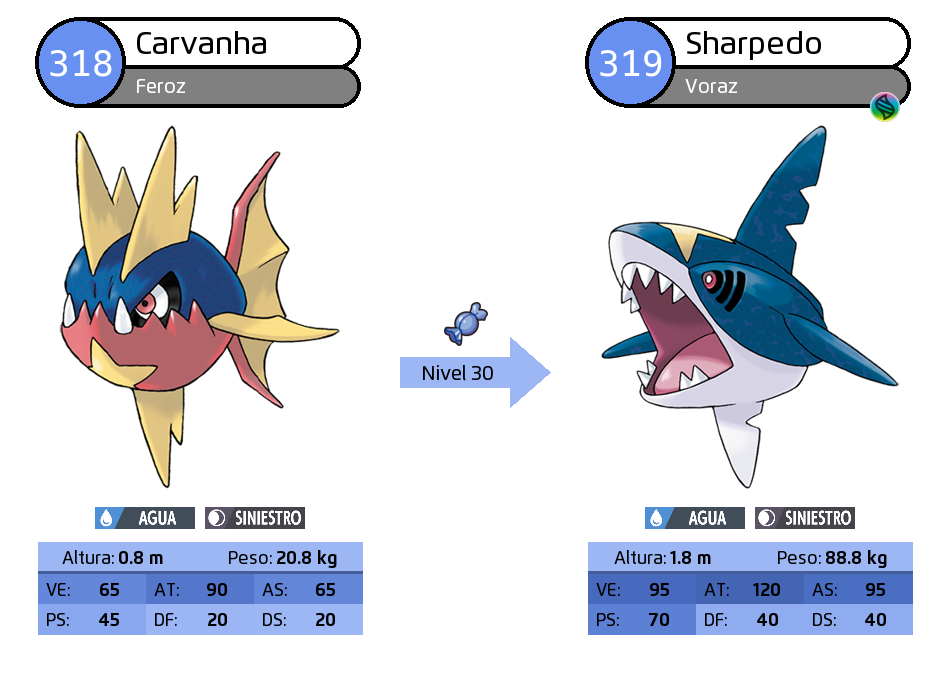 318 Carvanha
Feroz
319 Sharpedo
Voraz
Nivel 30
AGUA SINIESTRO
Altura: 0.8 m Peso: 20.8 kg
VE: 65 AT: 90 AS: 65
PS: 45 DF: 20 DS: 20
AGUA SINIESTRO
Altura: 1.8 m Peso: 88.8 kg
VE: 95 AT: 120 AS: 95
PS: 70 DF: 40 DS: 40